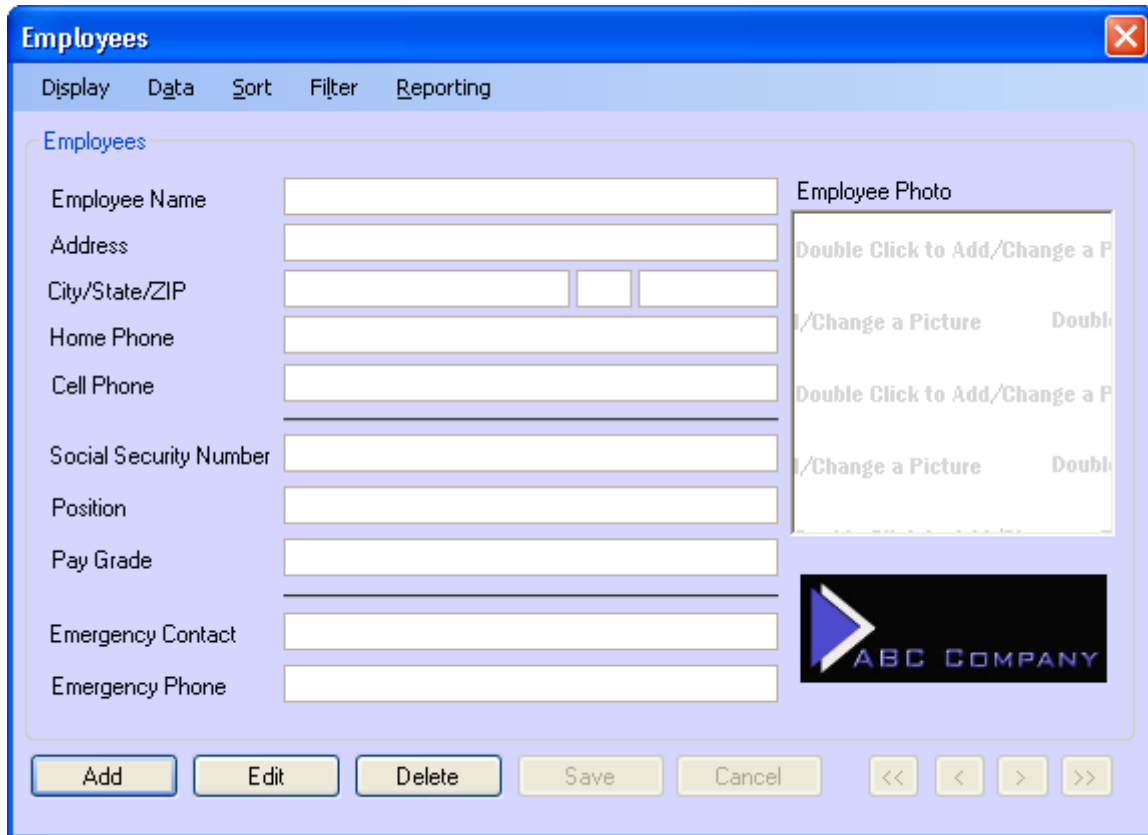 Employees
Display Data Sort Filter Reporting
Employees
Employee Name
Employee Photo
Address
Double Click to Add/Change a P
City/State/ZIP
/Change a Picture Doubl
Home Phone
Cell Phone
Double Click to Add/Change a P
Social Security Number
/Change a Picture Doubl
Position
Pay Grade
ABC COMPANY
Emergency Contact
Emergency Phone
Add Edit Delete Save Cancel << < > >>